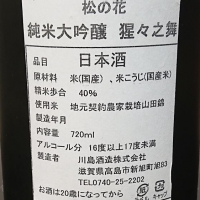 松の花
純米大吟醸 猩々之舞
品目 日本酒
原材料 米(国産)、米こうじ(国産米)
精米歩合 40%
使用米 地元契約農家栽培山田錦
製造年月
内容量 720ml
アルコール分 16度以上17度未満
製造者 川島酒造株式会社
滋賀県高島市新旭町旭83
TEL0740-25-2202
お酒は20歳になってから